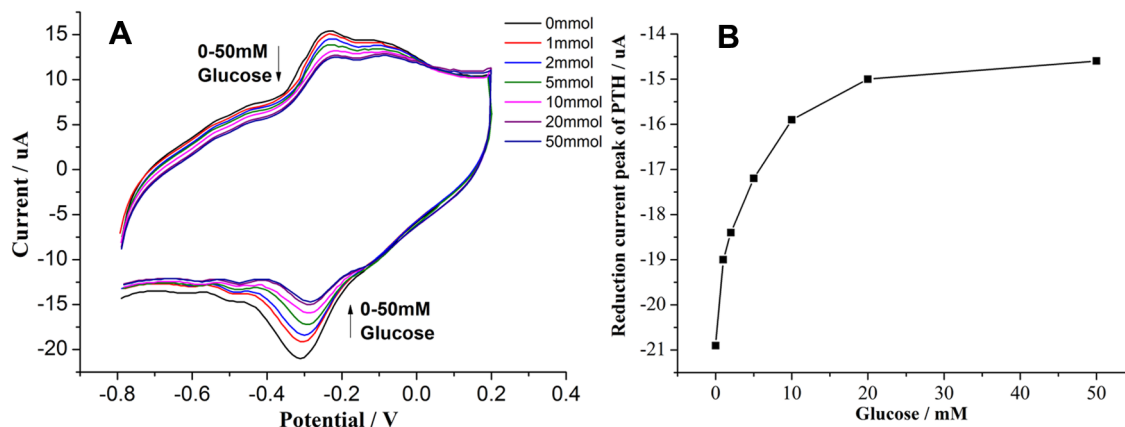 A
0-50mM
Glucose
0mmol
1mmol
2mmol
5mmol
10mmol
20mmol
50mmol
0-50mM
Glucose
15
10
5
0
-5
-10
-15
-20
Current / uA
-0.8
-0.6
-0.4
-0.2
0.0
0.2
0.4
Potential / V
B
-14
-15
-16
-17
-18
-19
-20
-21
Reduction current peak of PTH / uA
0
10
20
30
40
50
Glucose / mM